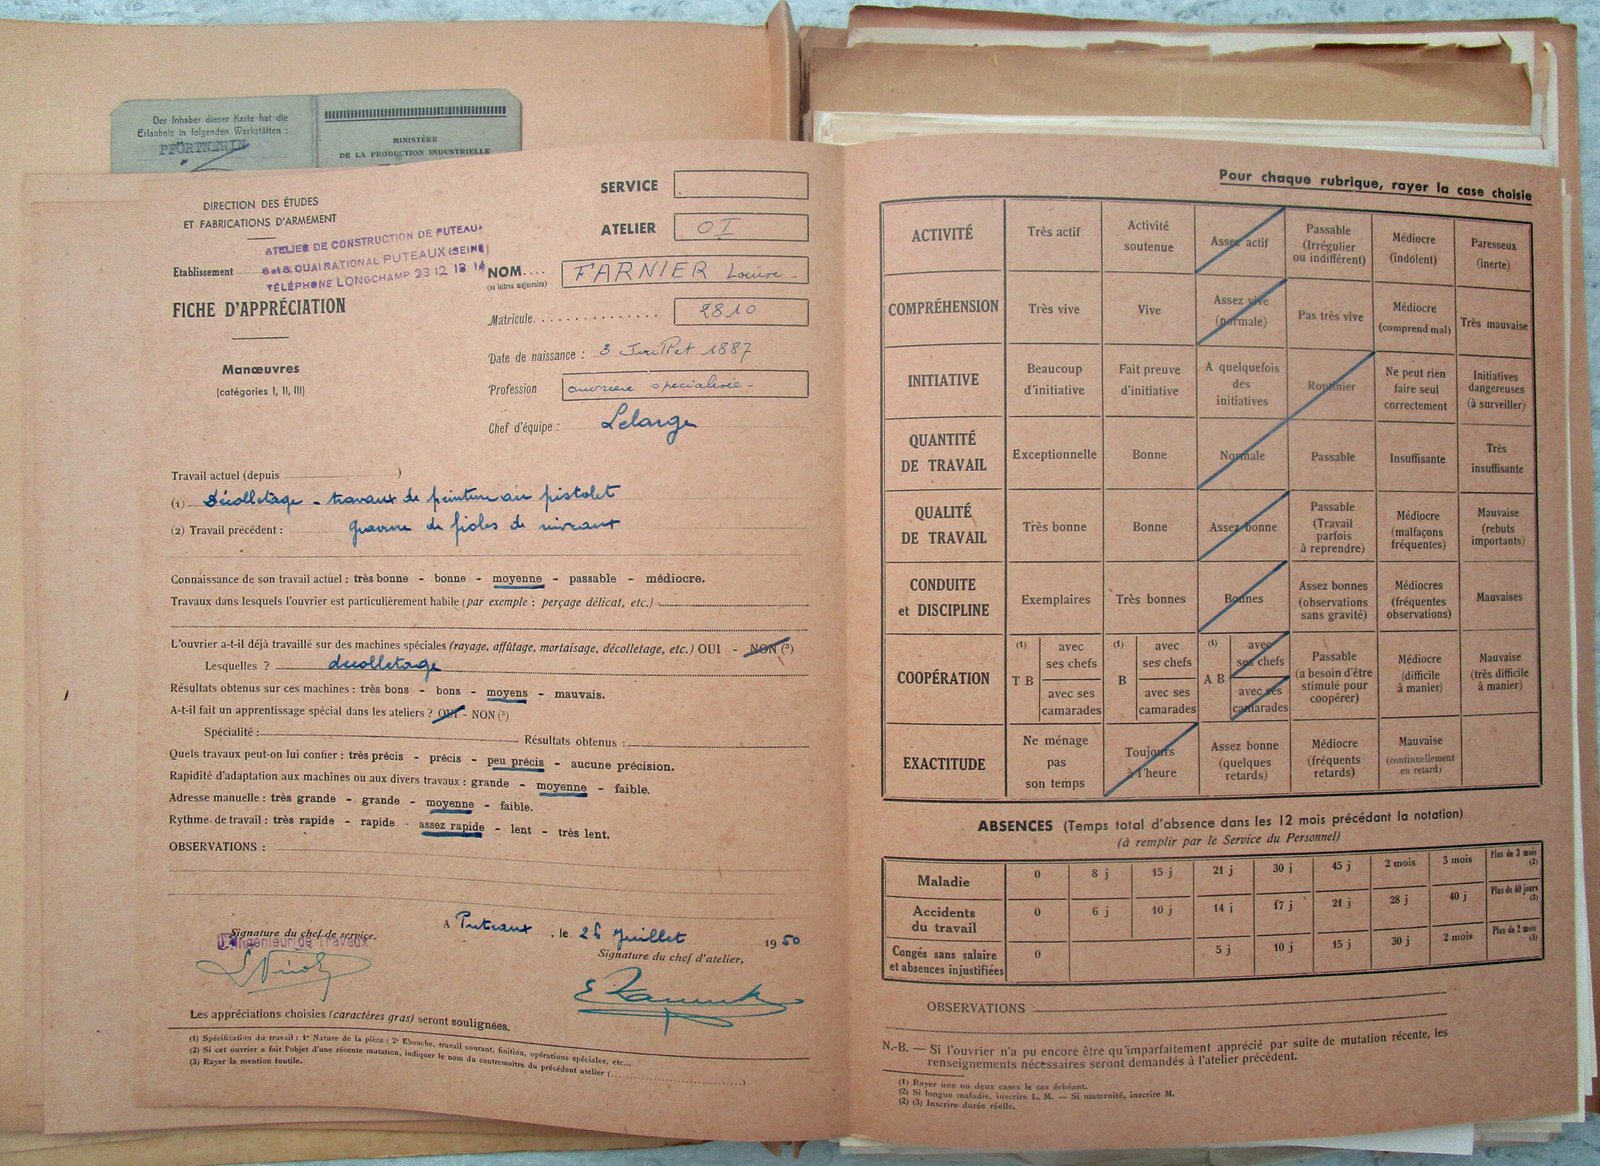 Der Inhaber dieser Karte hat die
Erlaubnis in folgenden Werkstätten :
PFÖRTNERIN
MINISTÈRE
DE LA PRODUCTION INDUSTRIELLE
DIRECTION DES ÉTUDES
ET FABRICATIONS D'ARMEMENT
ATELIER DE CONSTRUCTION DE PUTEAUX
Etablissement
6 et 8 QUAI NATIONAL PUTEAUX (SEINE)
TÉLÉPHONE LONGCHAMP 23 12 13 14
FICHE D'APPRÉCIATION
Manœuvres
(catégories I, II, III)
SERVICE
ATELIER OI
NOM.... FARNIER Louise
(en lettres majuscules)
Matricule. . . . . . . . . . . . . . . 2810
Date de naissance : 3 Juillet 1887
Profession ouvrière spécialisée
Chef d'équipe : Lelarge
Travail actuel (depuis )
(1) Décolletage - travaux de peinture au pistolet
(2) Travail précédent : gravure de fioles de niveaux
Connaissance de son travail actuel : très bonne - bonne - moyenne - passable - médiocre.
Travaux dans lesquels l'ouvrier est particulièrement habile (par exemple : perçage délicat, etc.)
L'ouvrier a-t-il déjà travaillé sur des machines spéciales (rayage, affûtage, mortaisage, décolletage, etc.) OUI - NON (³)
Lesquelles ? décolletage
Résultats obtenus sur ces machines : très bons - bons - moyens - mauvais.
A-t-il fait un apprentissage spécial dans les ateliers ? OUI - NON (³)
Spécialité : Résultats obtenus :
Quels travaux peut-on lui confier : très précis - précis - peu précis - aucune précision.
Rapidité d'adaptation aux machines ou aux divers travaux : grande - moyenne - faible.
Adresse manuelle : très grande - grande - moyenne - faible.
Rythme de travail : très rapide - rapide - assez rapide - lent - très lent.
OBSERVATIONS :
A Puteaux , le 26 Juillet 1950
Signature du chef de service.
L'Ingénieur de Travaux
Signature du chef d'atelier,
Les appréciations choisies (caractères gras) seront soulignées.
(1) Spécification du travail : 1° Nature de la pièce ; 2° Ebauche, travail courant, finition, opérations spéciales, etc...
(2) Si cet ouvrier a fait l'objet d'une récente mutation, indiquer le nom du contremaître du précédent atelier ( )
(3) Rayer la mention inutile.
Pour chaque rubrique, rayer la case choisie
ACTIVITÉ Très actif Activité soutenue Assez actif Passable (Irrégulier ou indifférent) Médiocre (indolent) Paresseux (inerte)
COMPRÉHENSION Très vive Vive Assez vive (normale) Pas très vive Médiocre (comprend mal) Très mauvaise
INITIATIVE Beaucoup d'initiative Fait preuve d'initiative A quelquefois des initiatives Routinier Ne peut rien faire seul correctement Initiatives dangereuses (à surveiller)
QUANTITÉ DE TRAVAIL Exceptionnelle Bonne Normale Passable Insuffisante Très insuffisante
QUALITÉ DE TRAVAIL Très bonne Bonne Assez bonne Passable (Travail parfois à reprendre) Médiocre (malfaçons fréquentes) Mauvaise (rebuts importants)
CONDUITE et DISCIPLINE Exemplaires Très bonnes Bonnes Assez bonnes (observations sans gravité) Médiocres (fréquentes observations) Mauvaises
COOPÉRATION (1) T B avec ses chefs avec ses camarades (1) B avec ses chefs avec ses camarades (1) A B avec ses chefs avec ses camarades Passable (a besoin d'être stimulé pour coopérer) Médiocre (difficile à manier) Mauvaise (très difficile à manier)
EXACTITUDE Ne ménage pas son temps Toujours à l'heure Assez bonne (quelques retards) Médiocre (fréquents retards) Mauvaise (continuellement en retard)
ABSENCES (Temps total d'absence dans les 12 mois précédant la notation)
(à remplir par le Service du Personnel)
Maladie 0 8 j 15 j 21 j 30 j 45 j 2 mois 3 mois Plus de 3 mois (2)
Accidents du travail 0 6 j 10 j 14 j 17 j 21 j 28 j 40 j Plus de 40 jours (3)
Congés sans salaire et absences injustifiées 0 5 j 10 j 15 j 30 j 2 mois Plus de 2 mois (3)
OBSERVATIONS :
N.-B. — Si l'ouvrier n'a pu encore être qu'imparfaitement apprécié par suite de mutation récente, les
renseignements nécessaires seront demandés à l'atelier précédent.
(1) Rayer une ou deux cases le cas échéant.
(2) Si longue maladie, inscrire L. M. — Si maternité, inscrire M.
(2) (3) Inscrire durée réelle.